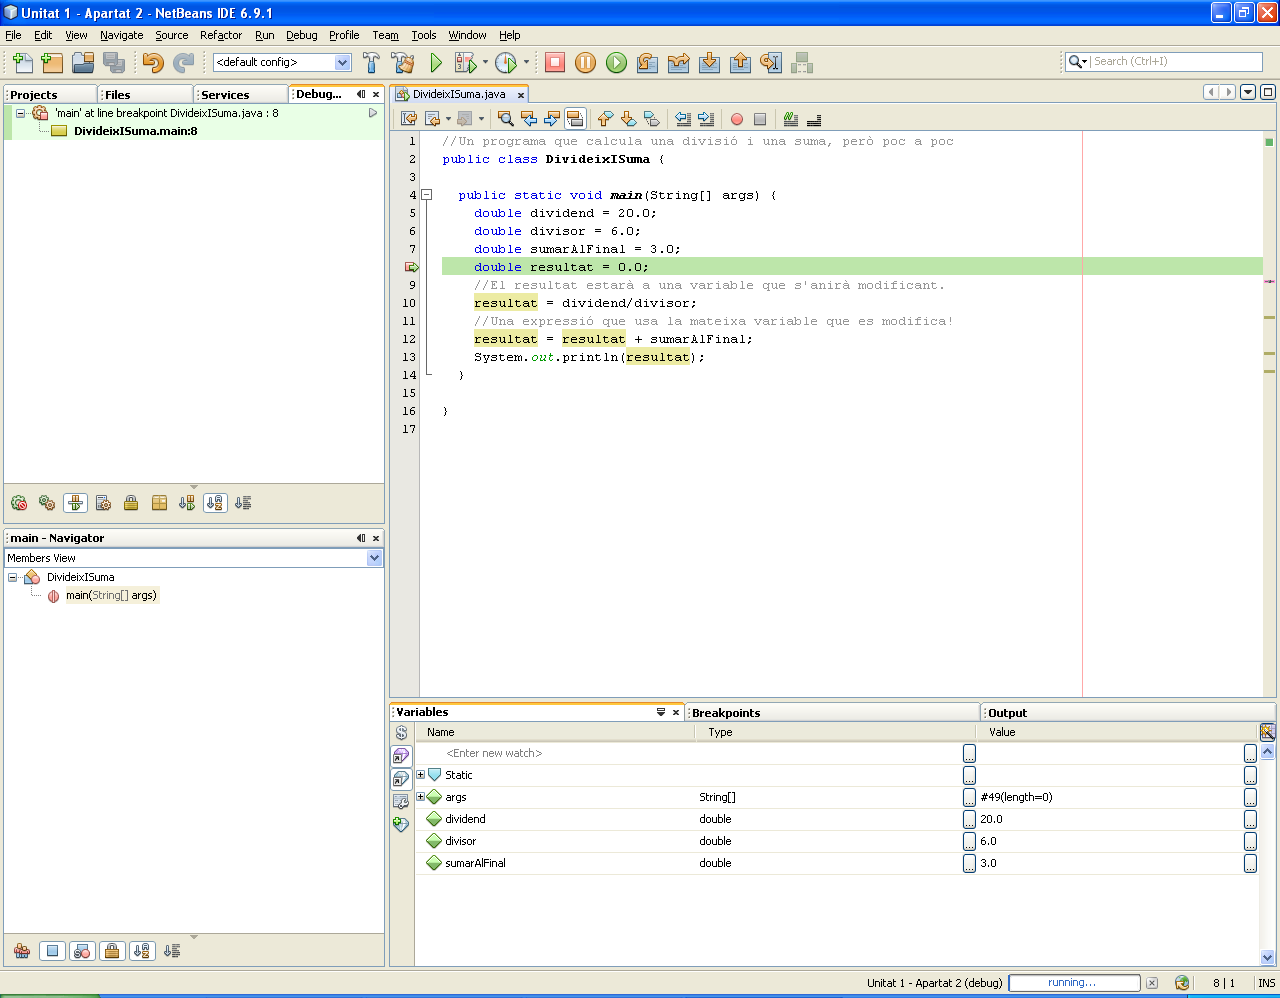 Unitat 1 - Apartat 2 - NetBeans IDE 6.9.1
File Edit View Navigate Source Refactor Run Debug Profile Team Tools Window Help
<default config>
Search (Ctrl+I)
Projects Files Services Debug...
'main' at line breakpoint DivideixISuma.java : 8
DivideixISuma.main:8
main - Navigator
Members View
DivideixISuma
main(String[] args)
DivideixISuma.java
1 //Un programa que calcula una divisió i una suma, però poc a poc
2 public class DivideixISuma {
3
4 public static void main(String[] args) {
5 double dividend = 20.0;
6 double divisor = 6.0;
7 double sumarAlFinal = 3.0;
double resultat = 0.0;
9 //El resultat estarà a una variable que s'anirà modificant.
10 resultat = dividend/divisor;
11 //Una expressió que usa la mateixa variable que es modifica!
12 resultat = resultat + sumarAlFinal;
13 System.out.println(resultat);
14 }
15
16 }
17
Variables Breakpoints Output
Name Type Value
<Enter new watch> ... ...
Static ... ...
args String[] ... #49(length=0) ...
dividend double ... 20.0 ...
divisor double ... 6.0 ...
sumarAlFinal double ... 3.0 ...
Unitat 1 - Apartat 2 (debug) running... 8 | 1 INS